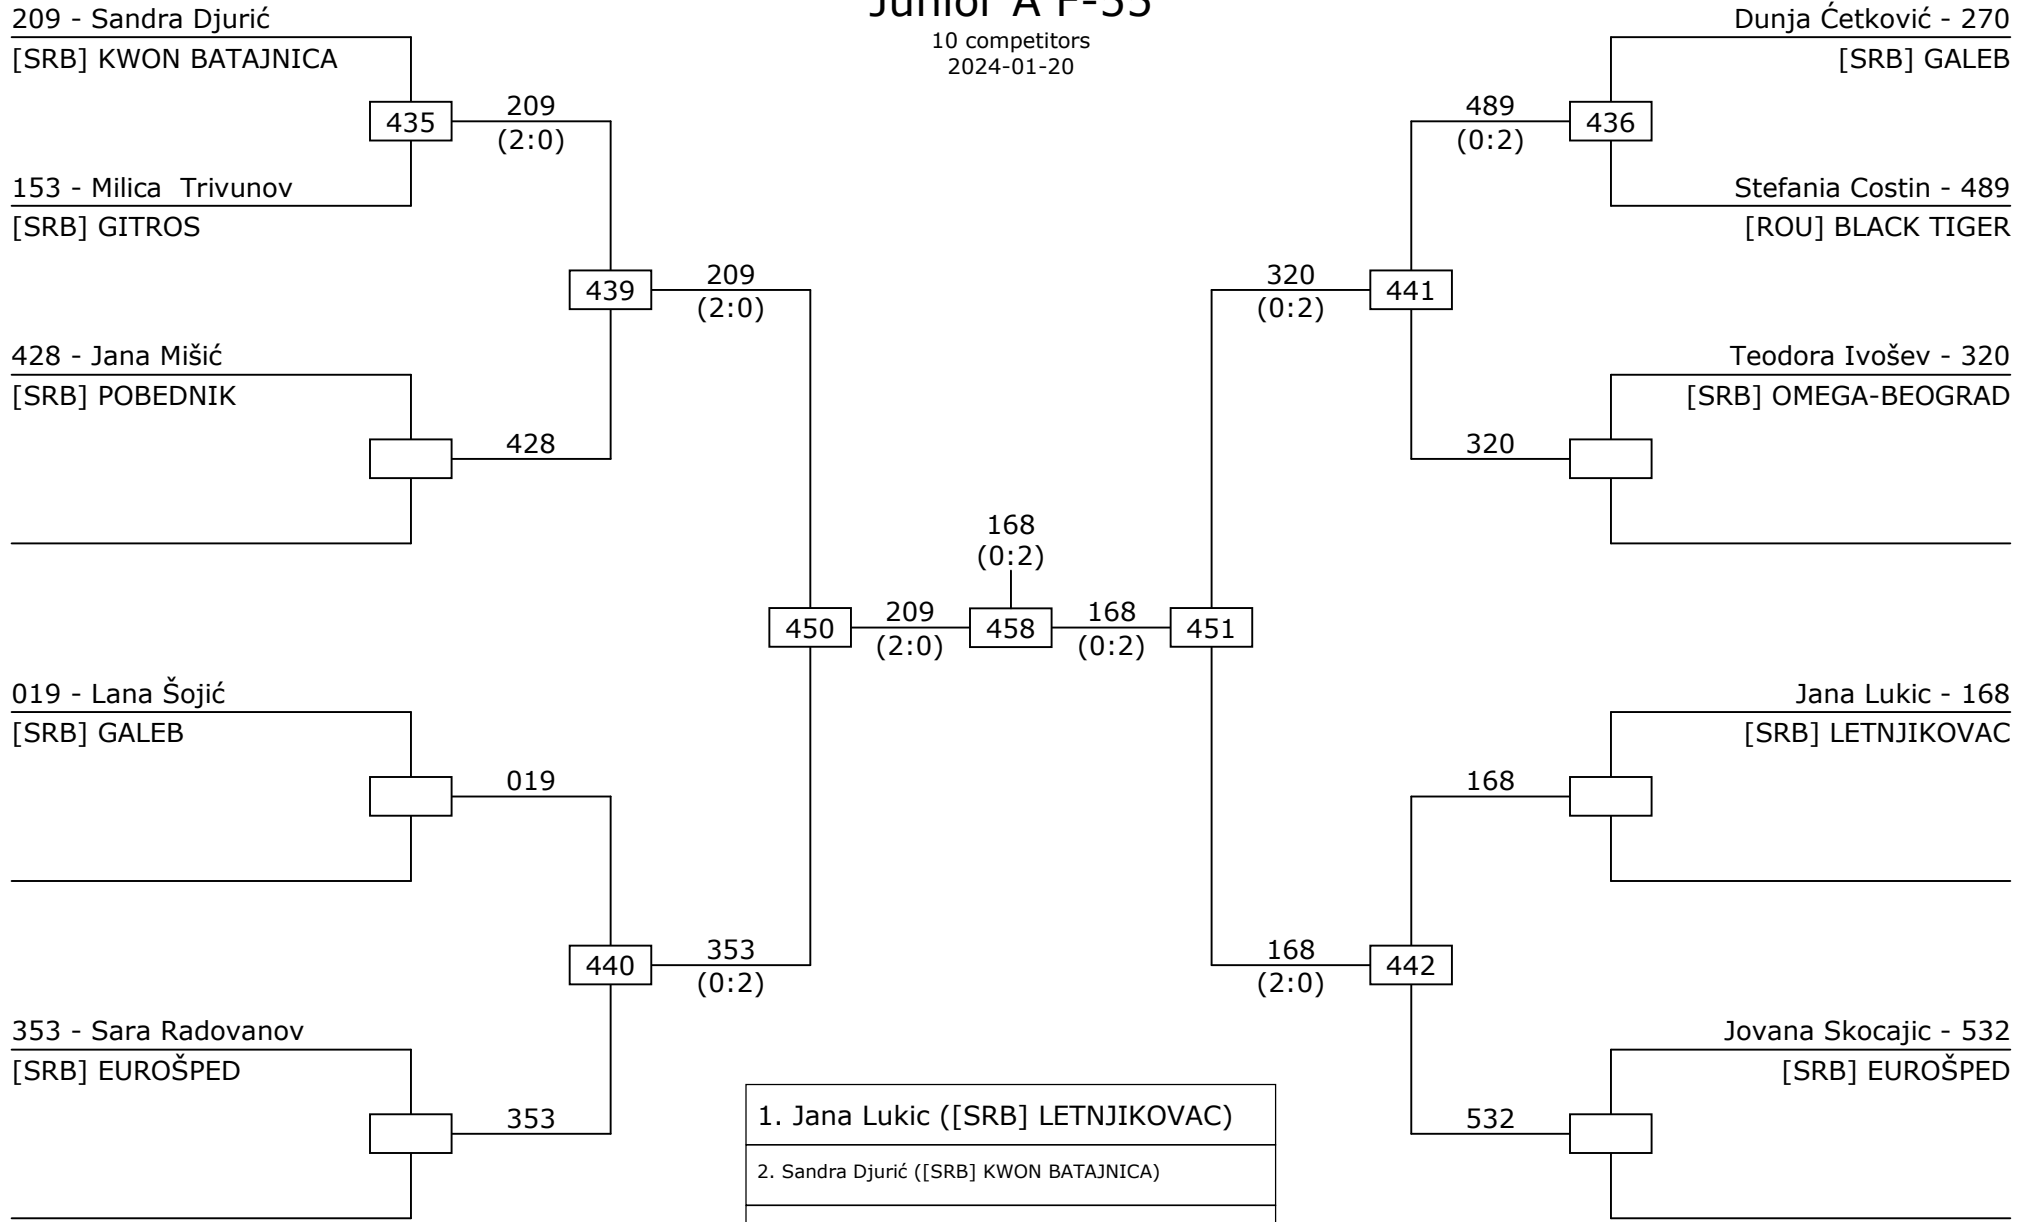 Junior A F-55
10 competitors
2024-01-20
209 - Sandra Djurić
[SRB] KWON BATAJNICA
435
209
(2:0)
153 - Milica  Trivunov
[SRB] GITROS
439
209
(2:0)
428 - Jana Mišić
[SRB] POBEDNIK
428
019 - Lana Šojić
[SRB] GALEB
019
440
353
(0:2)
353 - Sara Radovanov
[SRB] EUROŠPED
353
450
209
(2:0)
168
(0:2)
458
168
(0:2)
451
Dunja Ćetković - 270
[SRB] GALEB
489
(0:2)
436
Stefania Costin - 489
[ROU] BLACK TIGER
320
(0:2)
441
Teodora Ivošev - 320
[SRB] OMEGA-BEOGRAD
320
Jana Lukic - 168
[SRB] LETNJIKOVAC
168
168
(2:0)
442
Jovana Skocajic - 532
[SRB] EUROŠPED
532
1. Jana Lukic ([SRB] LETNJIKOVAC)
2. Sandra Djurić ([SRB] KWON BATAJNICA)